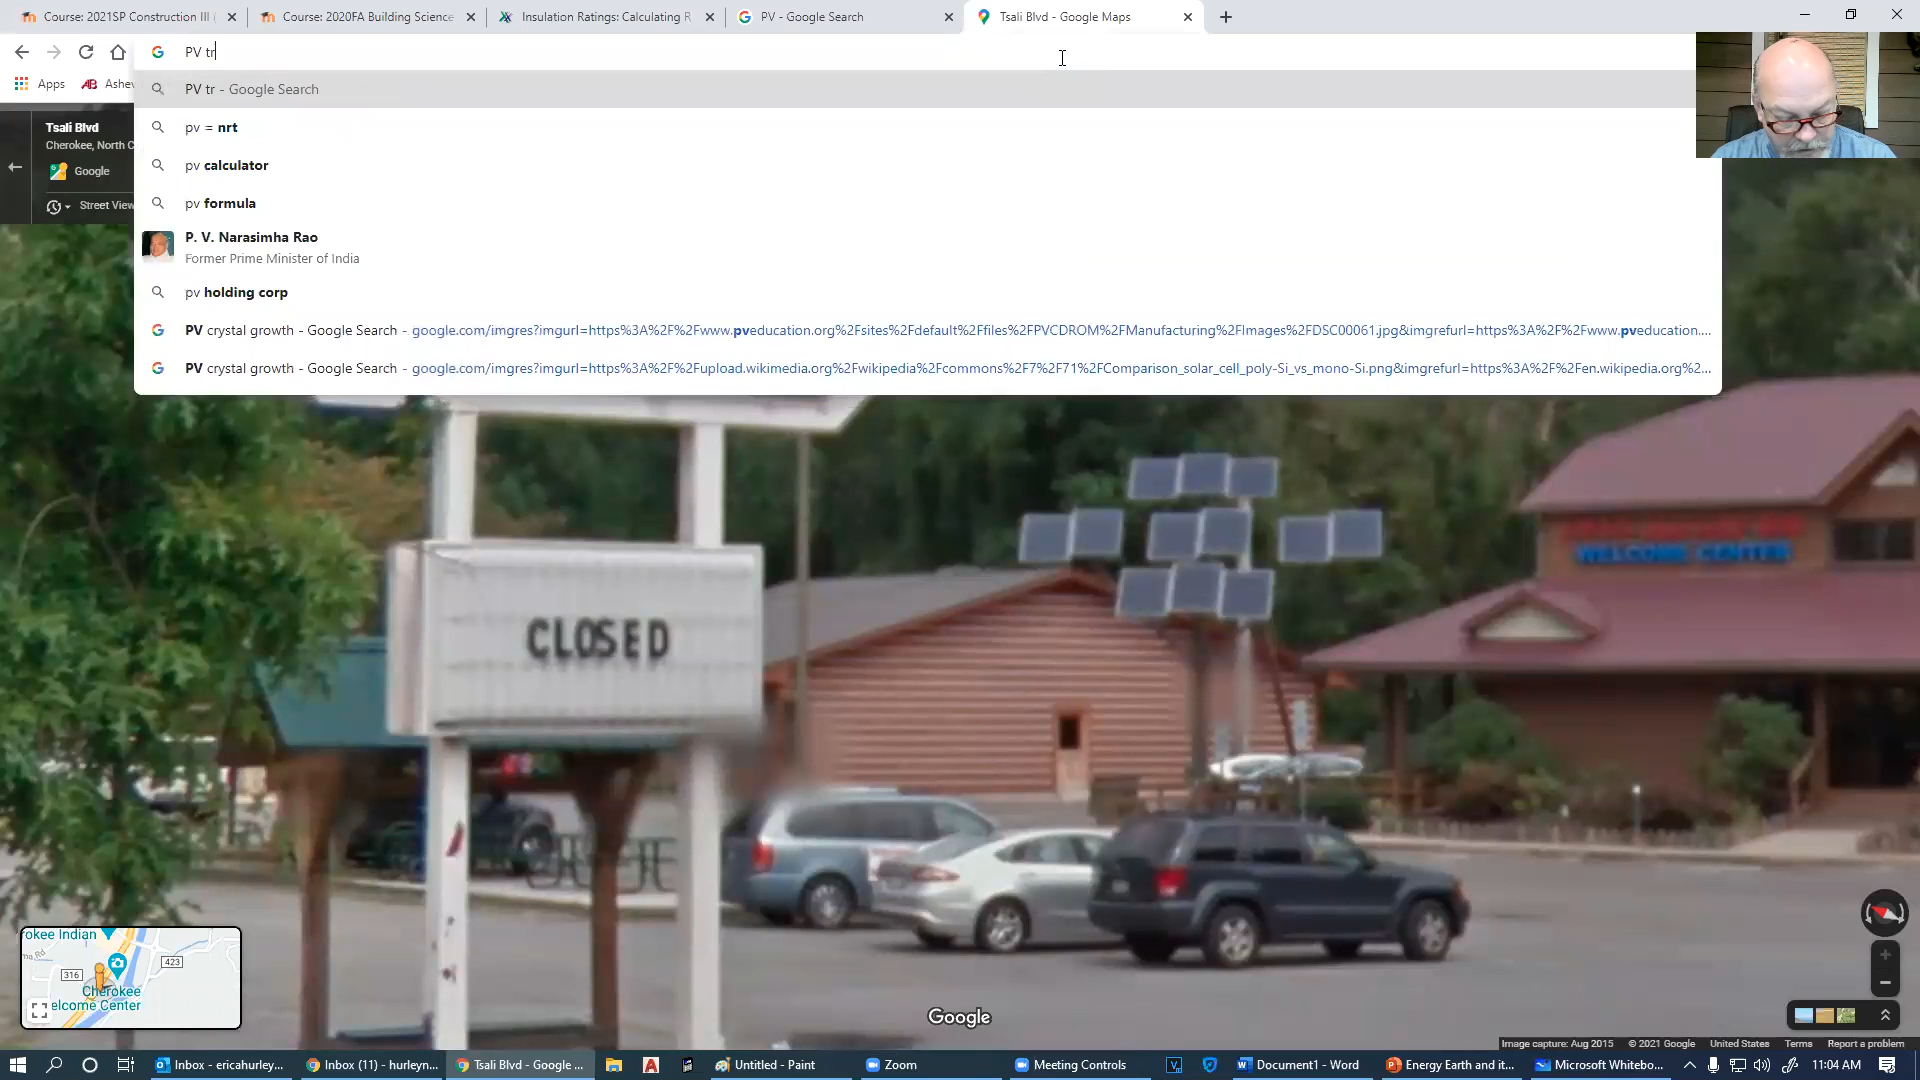 Course: 2021SP Construction III (
Course: 2020FA Building Science
Insulation Ratings: Calculating R
PV - Google Search
Tsali Blvd - Google Maps
PV tr
Apps
Ashev
PV tr - Google Search
pv = nrt
pv calculator
pv formula
P. V. Narasimha Rao
Former Prime Minister of India
pv holding corp
PV crystal growth - Google Search - google.com/imgres?imgurl=https%3A%2F%2Fwww.pveducation.org%2Fsites%2Fdefault%2Ffiles%2FPVCDROM%2FManufacturing%2FImages%2FDSC00061.jpg&imgrefurl=https%3A%2F%2Fwww.pveducation....
PV crystal growth - Google Search - google.com/imgres?imgurl=https%3A%2F%2Fupload.wikimedia.org%2Fwikipedia%2Fcommons%2F7%2F71%2FComparison_solar_cell_poly-Si_vs_mono-Si.png&imgrefurl=https%3A%2F%2Fen.wikipedia.org%2...
Tsali Blvd
Cherokee, North C
Google
Street View
WELCOME CENTER
CLOSED
rokee Indian
ma Rd
423
316
Cherokee
elcome Center
Google
Image capture: Aug 2015 © 2021 Google United States Terms Report a problem
Inbox - ericahurley...
Inbox (11) - hurleyn...
Tsali Blvd - Google ...
Untitled - Paint
Zoom
Meeting Controls
Document1 - Word
Energy Earth and it...
Microsoft Whitebo...
11:04 AM